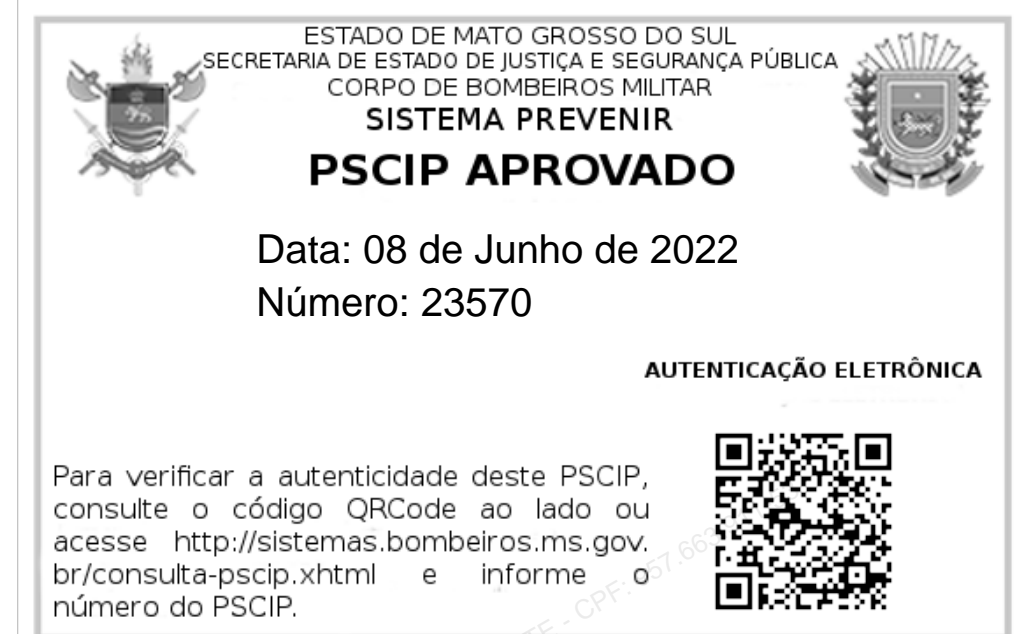 ESTADO DE MATO GROSSO DO SUL
SECRETARIA DE ESTADO DE JUSTIÇA E SEGURANÇA PÚBLICA
CORPO DE BOMBEIROS MILITAR
SISTEMA PREVENIR
PSCIP APROVADO
Data: 08 de Junho de 2022
Número: 23570
AUTENTICAÇÃO ELETRÔNICA
Para verificar a autenticidade deste PSCIP,
consulte o código QRCode ao lado ou
acesse http://sistemas.bombeiros.ms.gov.
br/consulta-pscip.xhtml e informe o
número do PSCIP.
- CPF: